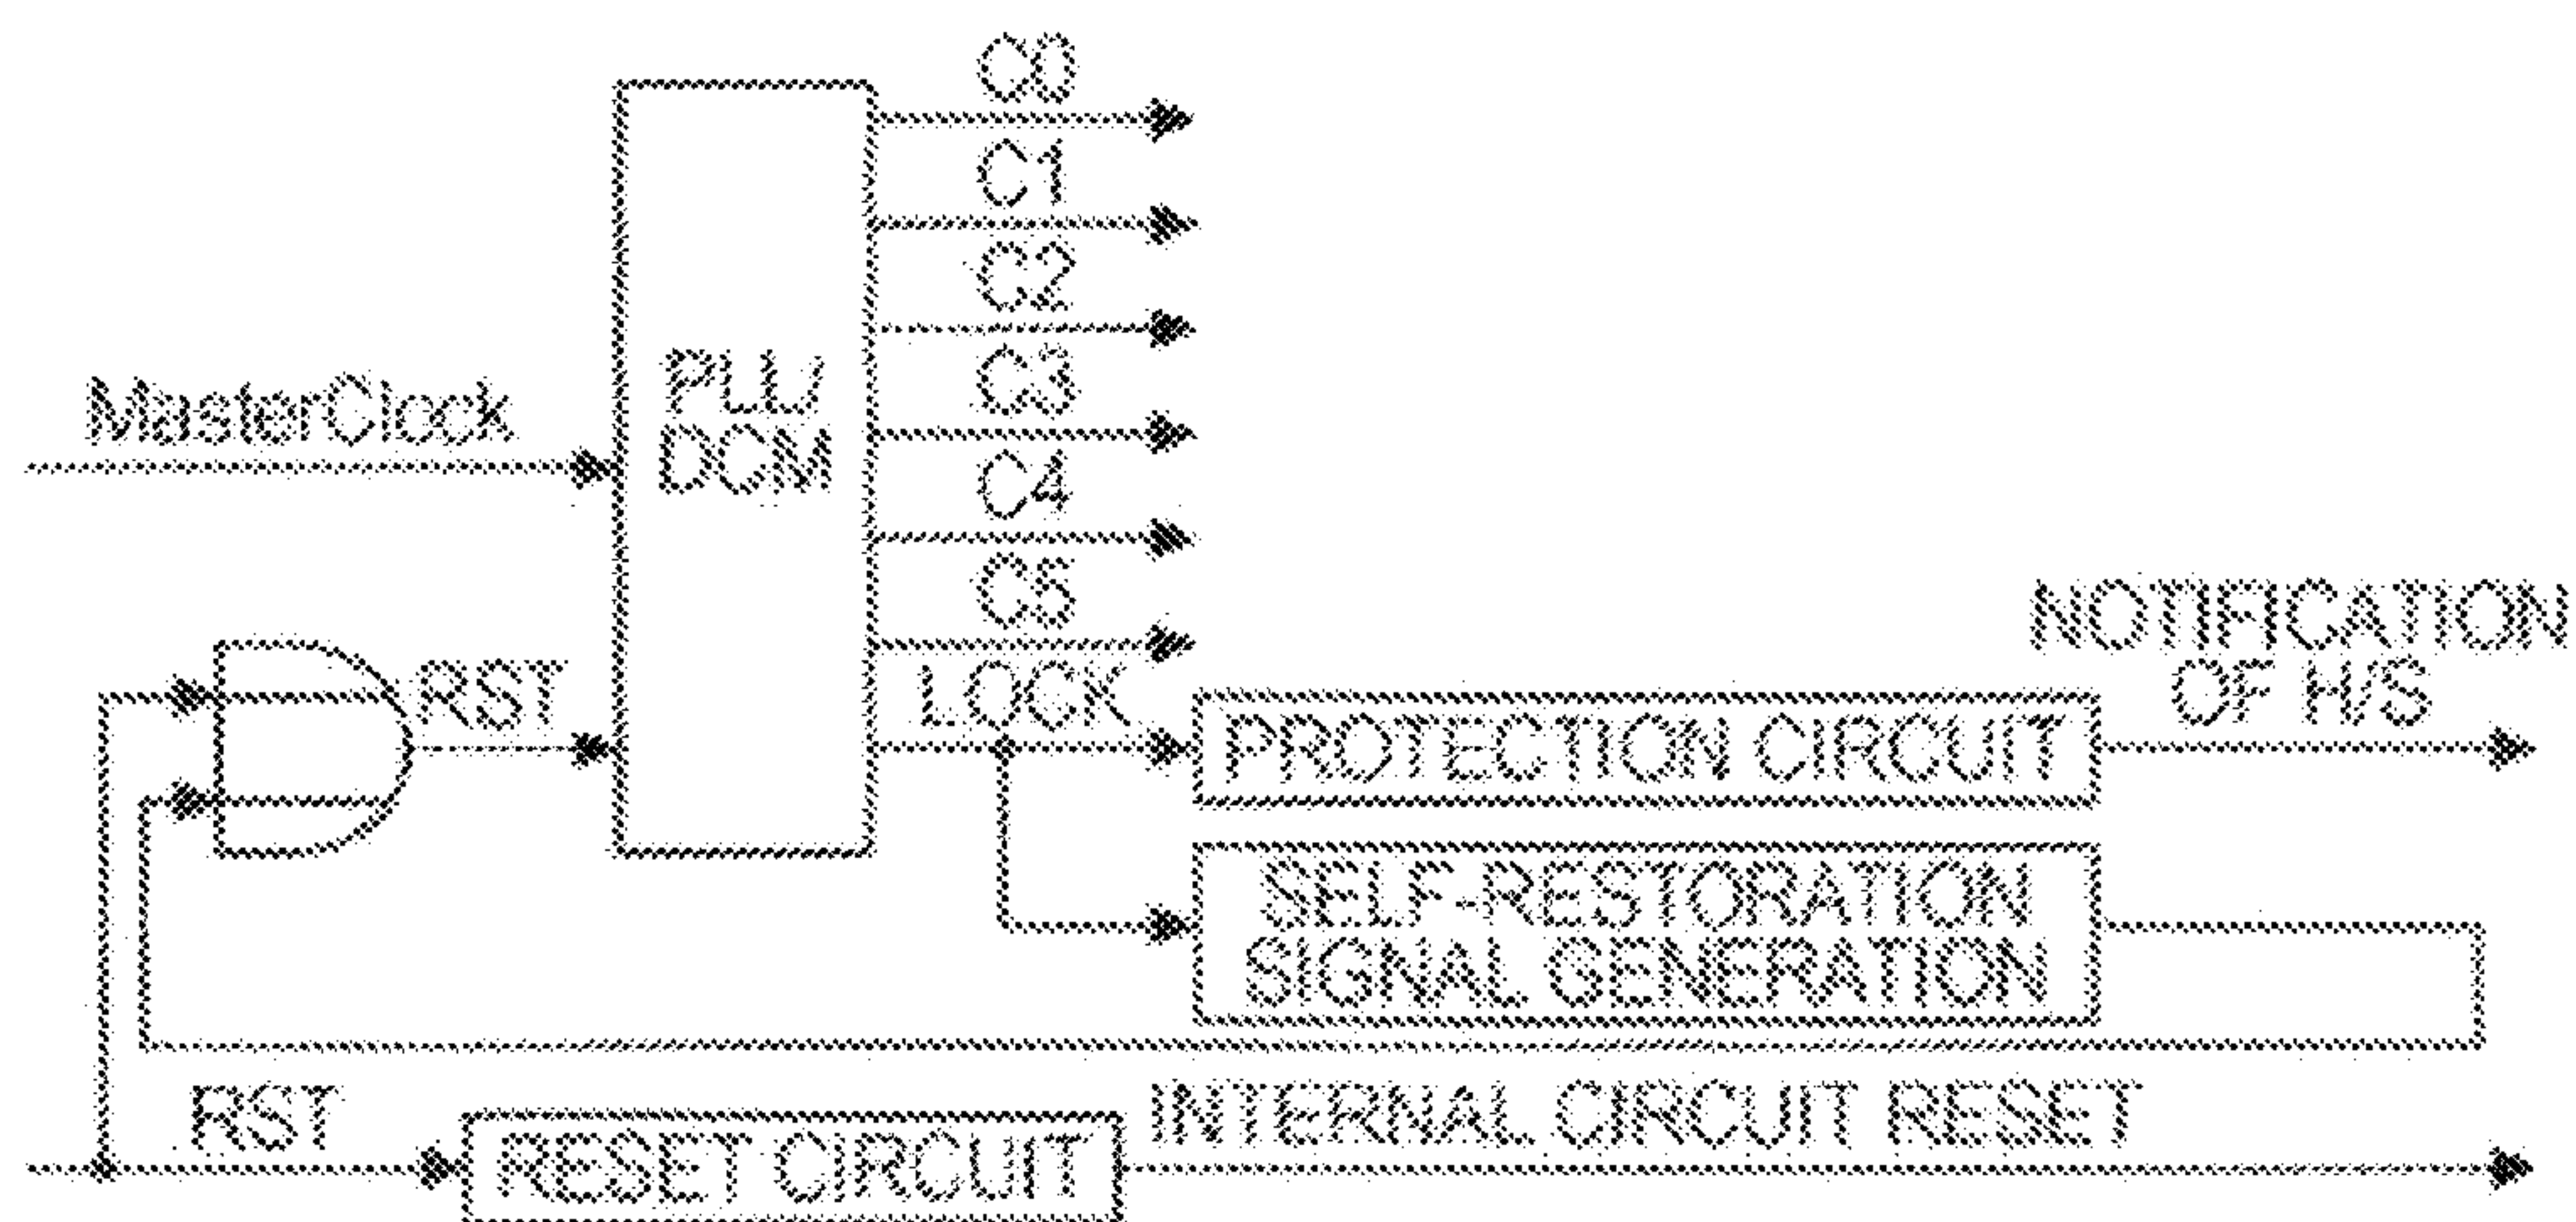 C0
C1
C2
C3
C4
C5
MasterClock
PLL/
DCM
RST
LOCK
NOTIFICATION
OF H/S
PROTECTION CIRCUIT
SELF-RESTORATION
SIGNAL GENERATION
RST
RESET CIRCUIT
INTERNAL CIRCUIT RESET